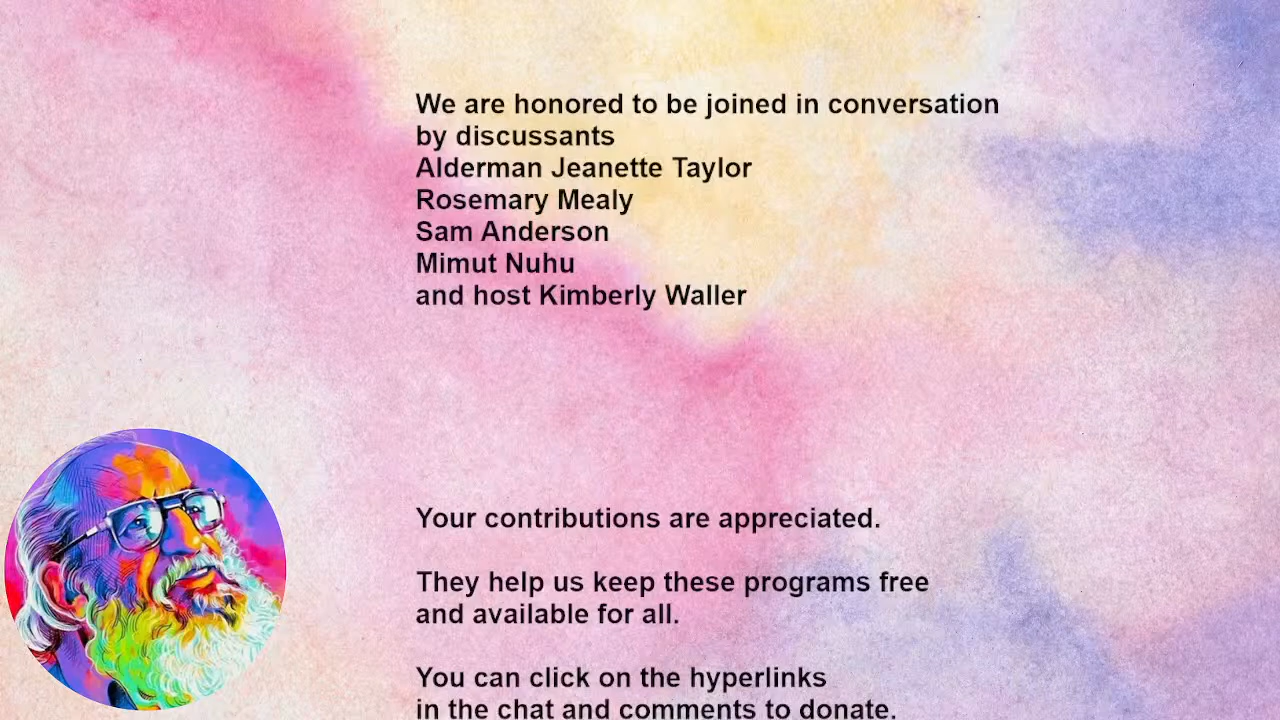 We are honored to be joined in conversation
by discussants
Alderman Jeanette Taylor
Rosemary Mealy
Sam Anderson
Mimut Nuhu
and host Kimberly Waller
Your contributions are appreciated.
They help us keep these programs free
and available for all.
You can click on the hyperlinks
in the chat and comments to donate.